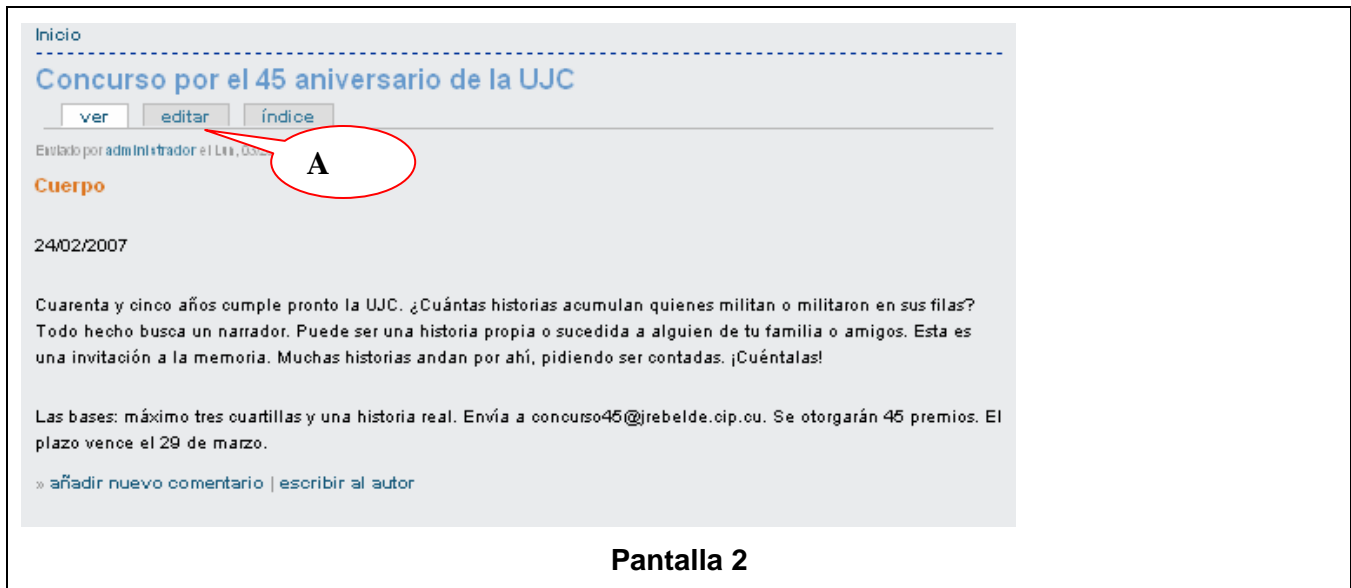 Inicio
Concurso por el 45 aniversario de la UJC
ver editar índice
Enviado por administrador el Lun,
A
Cuerpo
24/02/2007
Cuarenta y cinco años cumple pronto la UJC. ¿Cuántas historias acumulan quienes militan o militaron en sus filas?
Todo hecho busca un narrador. Puede ser una historia propia o sucedida a alguien de tu familia o amigos. Esta es
una invitación a la memoria. Muchas historias andan por ahí, pidiendo ser contadas. ¡Cuéntalas!
Las bases: máximo tres cuartillas y una historia real. Envía a concurso45@jrebelde.cip.cu. Se otorgarán 45 premios. El
plazo vence el 29 de marzo.
» añadir nuevo comentario | escribir al autor
Pantalla 2